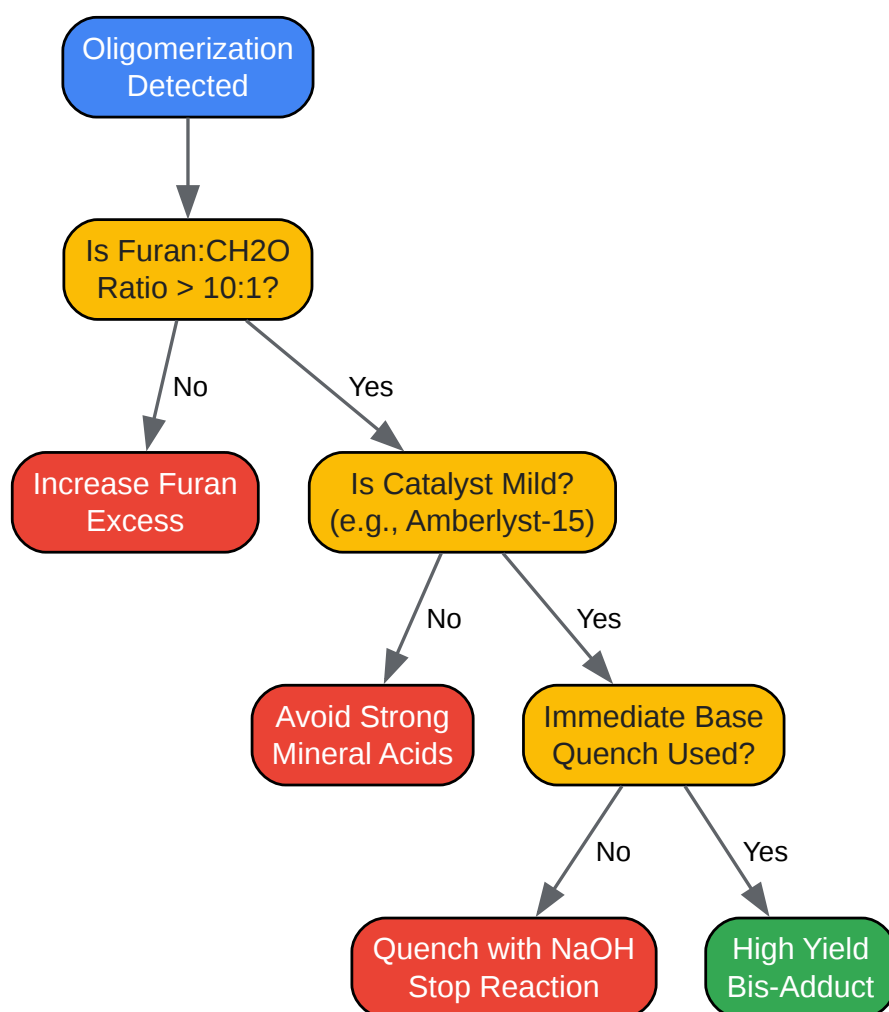 Oligomerization
Detected
Is Furan:CH2O
Ratio > 10:1?
No
Yes
Increase Furan
Excess
Is Catalyst Mild?
(e.g., Amberlyst-15)
No
Yes
Avoid Strong
Mineral Acids
Immediate Base
Quench Used?
No
Yes
Quench with NaOH
Stop Reaction
High Yield
Bis-Adduct